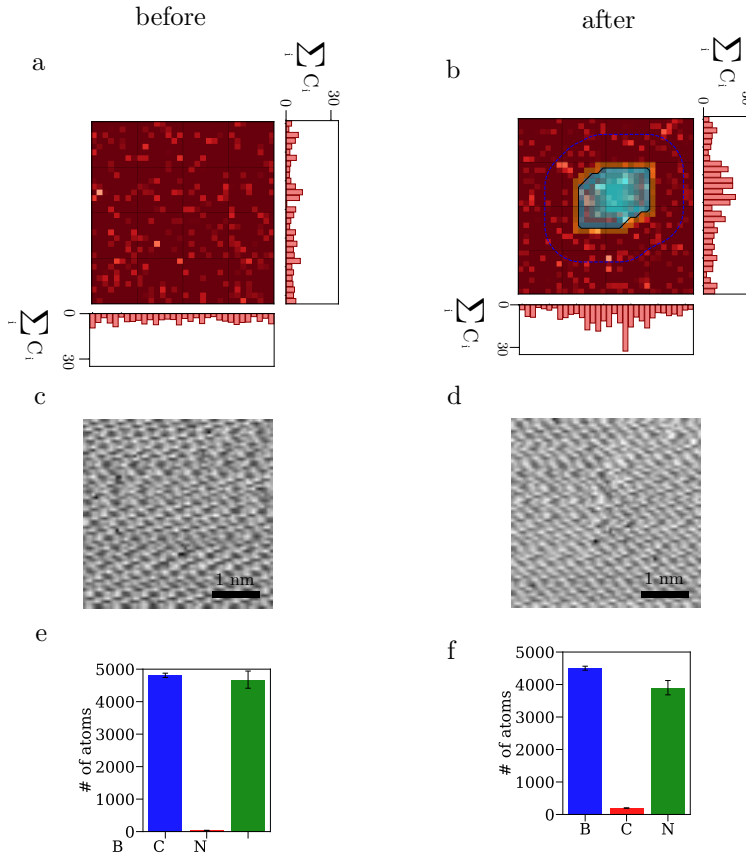 before
after
a
∑ C i
i
0
30
b
∑ C i
i
0
30
0
30
∑ C i
i
0
30
∑ C i
i
c
d
1 nm
1 nm
e
5000
4000
3000
2000
1000
0
# of atoms
B C N
f
5000
4000
3000
2000
1000
0
# of atoms
B C N